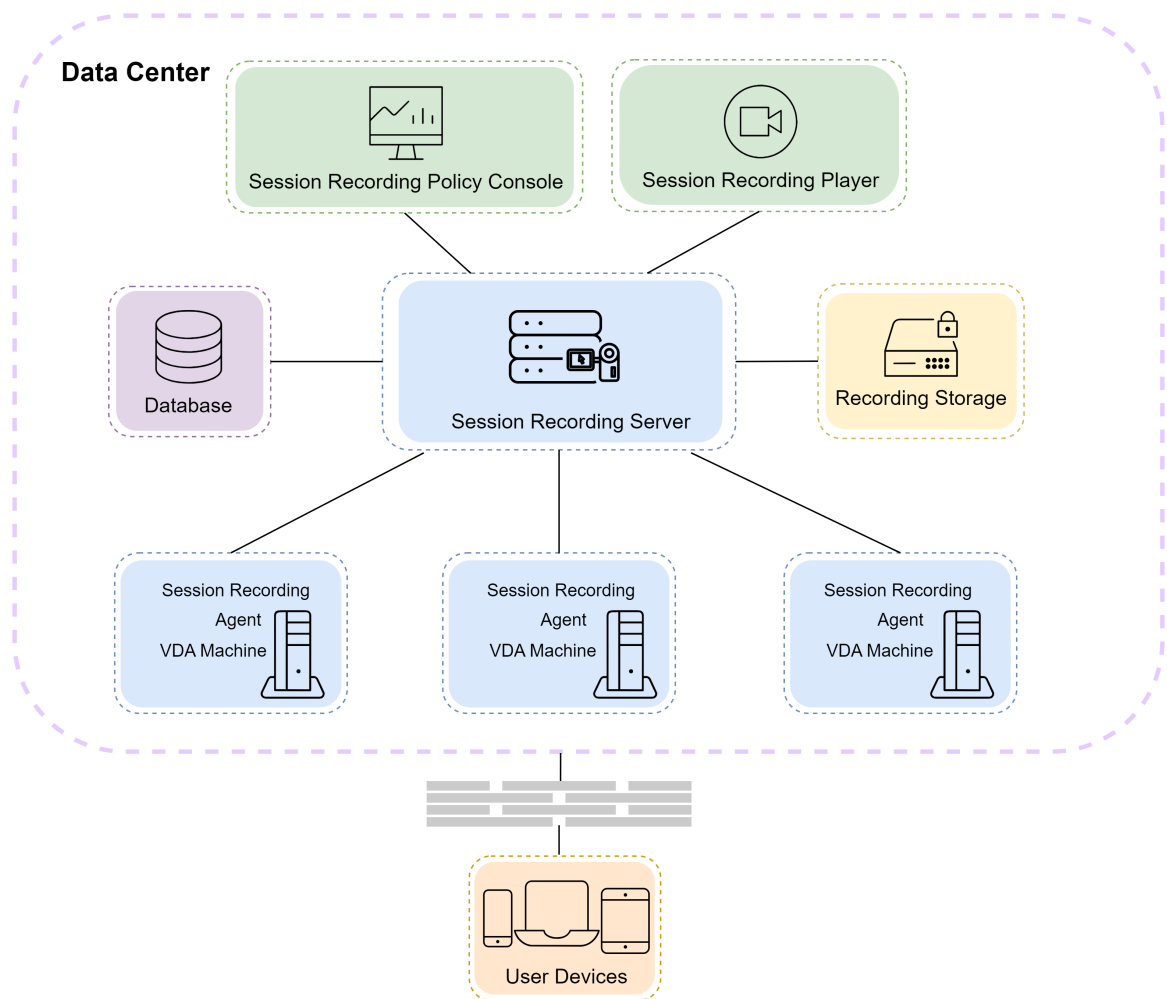 Data Center
Session Recording Policy Console
Session Recording Player
Database
Session Recording Server
Recording Storage
Session Recording
Agent
VDA Machine
Session Recording
Agent
VDA Machine
Session Recording
Agent
VDA Machine
User Devices